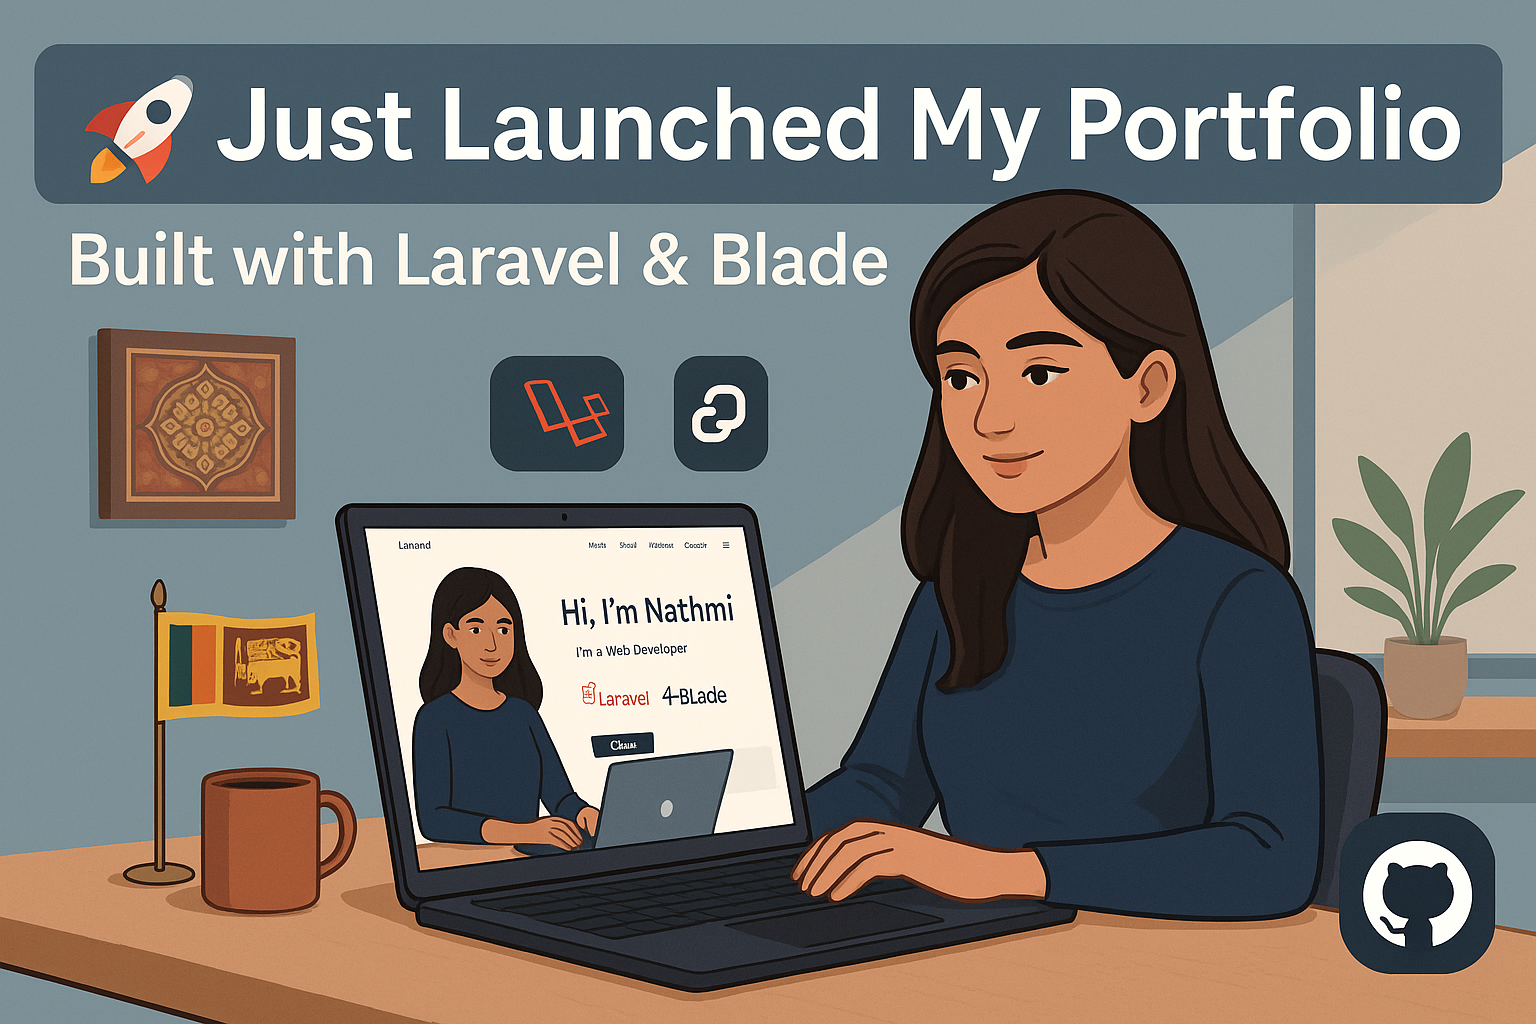 🚀 Just Launched My Portfolio
Built with Laravel & Blade
Lanand
Hi, I'm Nathmi
I'm a Web Developer
Laravel 4-BLade